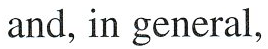 and, in general,